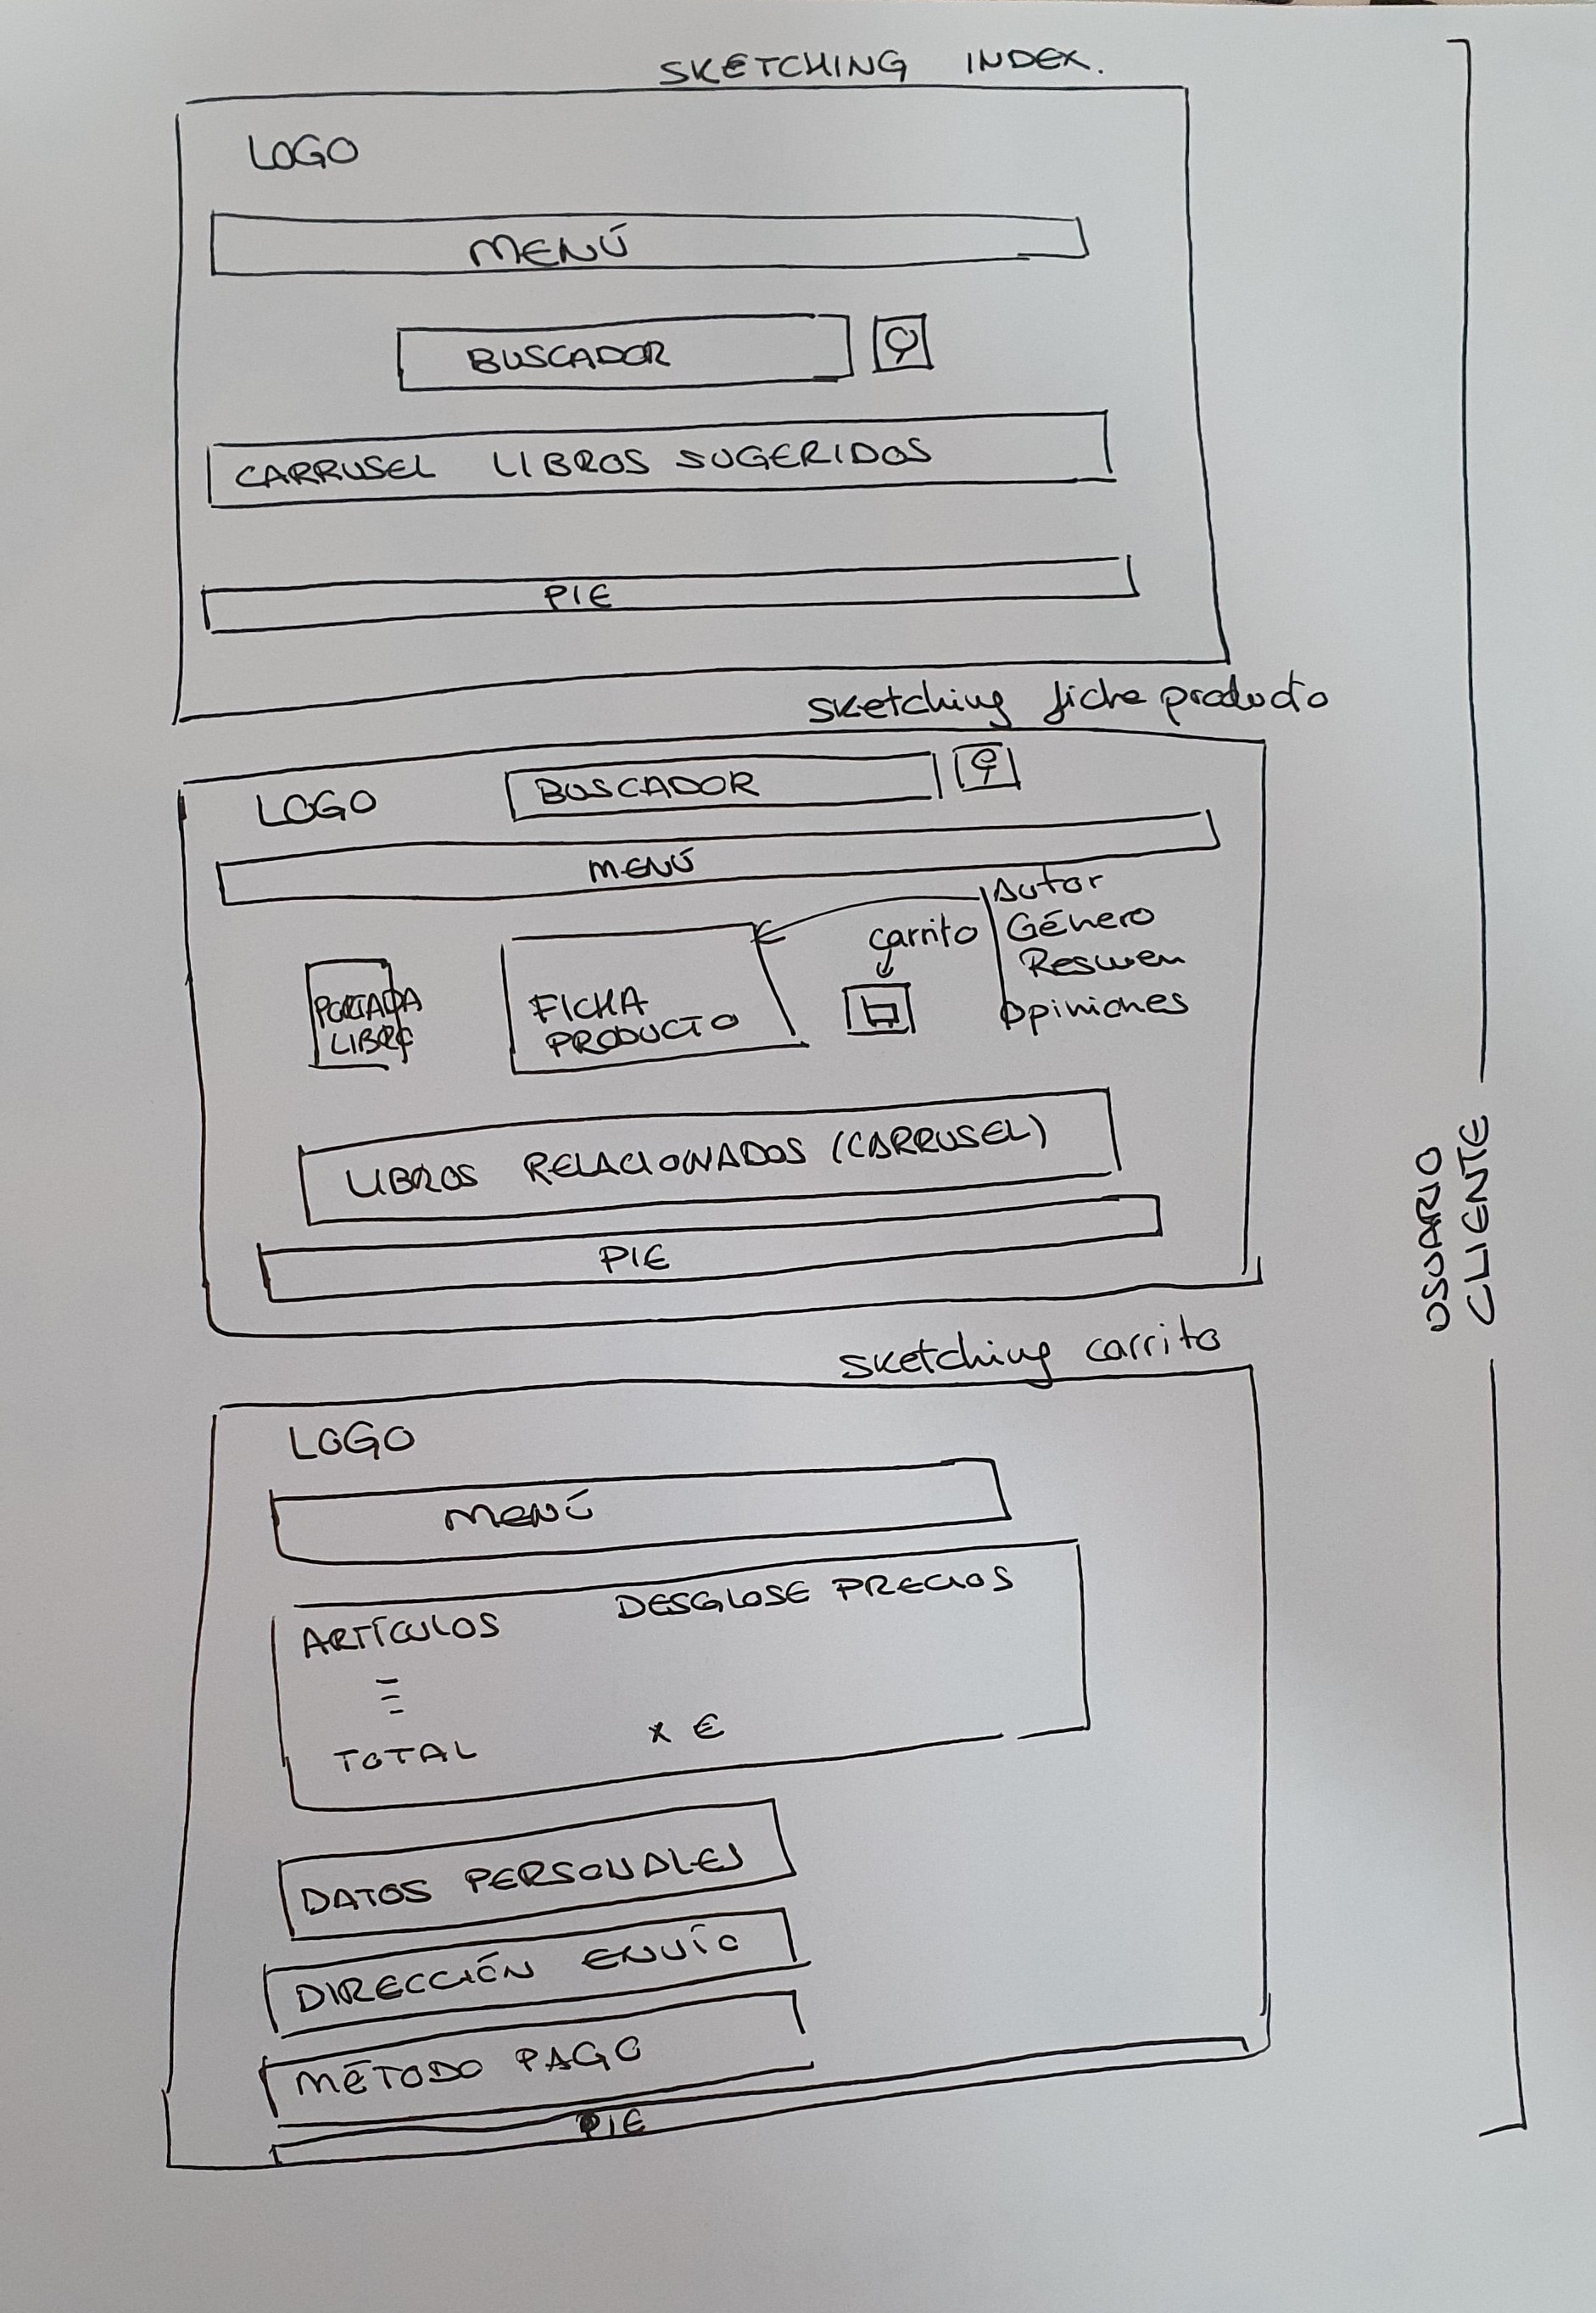 SKETCHING INDEX.
LOGO
MENÚ
BUSCADOR
CARRUSEL LIBROS SUGERIDOS
PIE
sketching ficha producto
LOGO BUSCADOR
MENÚ
Autor
carrito Género
Resumen
Opiniones
PORTADA
LIBRO
FICHA
PRODUCTO
LIBROS RELACIONADOS (CARRUSEL)
PIE
sketching carrito
LOGO
MENÚ
ARTÍCULOS DESGLOSE PRECIOS
TOTAL x €
DATOS PERSONALES
DIRECCIÓN ENVÍO
MÉTODO PAGO
PIE
USUARIO
CLIENTE